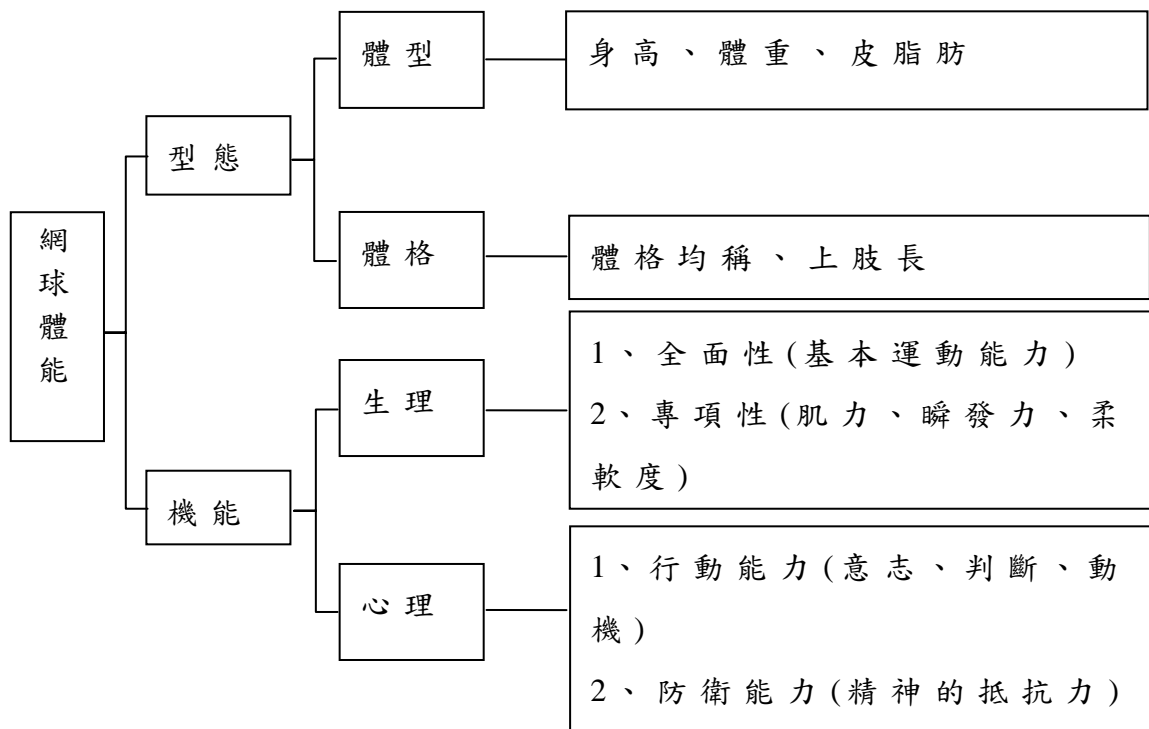 網球體能
型態
體型
身高、體重、皮脂肪
體格
體格均稱、上肢長
機能
生理
1、全面性(基本運動能力)
2、專項性(肌力、瞬發力、柔
軟度)
心理
1、行動能力(意志、判斷、動
機)
2、防衛能力(精神的抵抗力)